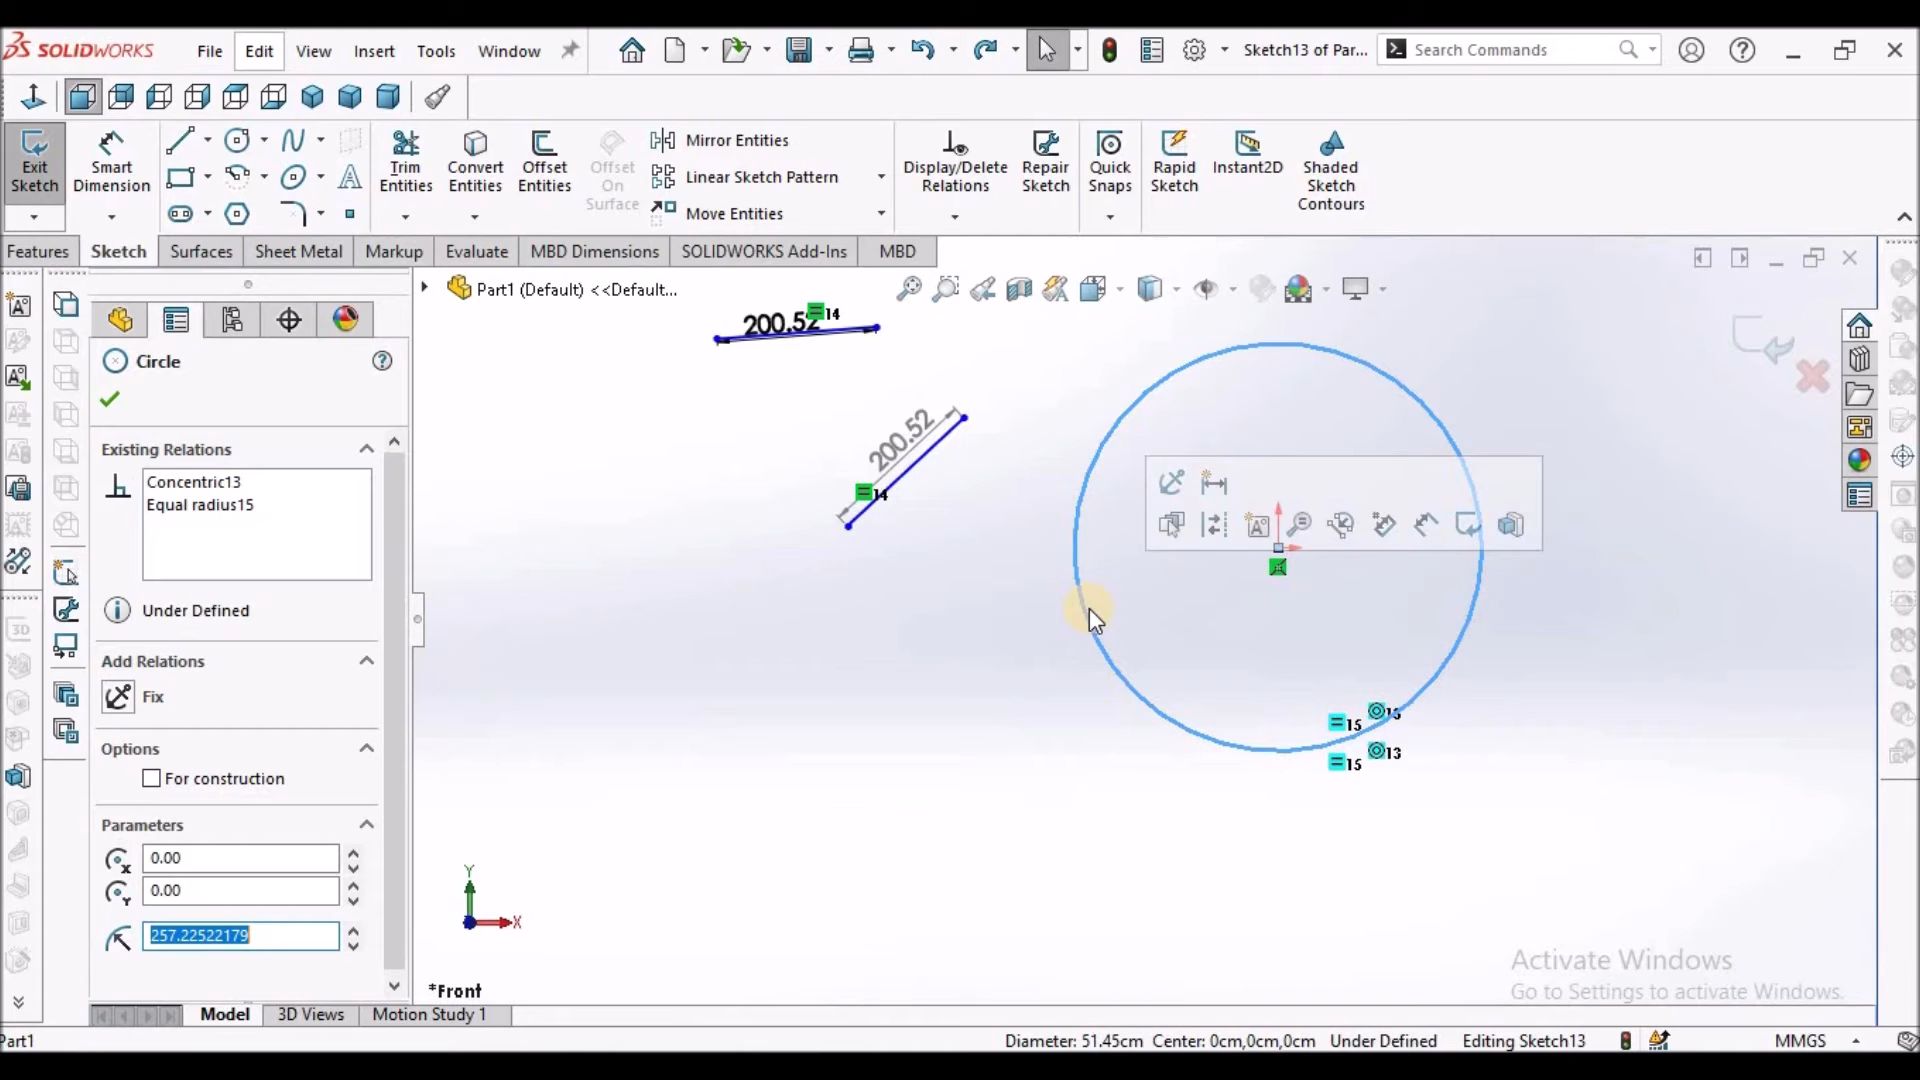 SOLIDWORKS File Edit View Insert Tools Window Sketch13 of Par... Search Commands
Exit Sketch Smart Dimension Trim Entities Convert Entities Offset Entities Offset On Surface Mirror Entities Linear Sketch Pattern Move Entities Display/Delete Relations Repair Sketch Quick Snaps Rapid Sketch Instant2D Shaded Sketch Contours
Features Sketch Surfaces Sheet Metal Markup Evaluate MBD Dimensions SOLIDWORKS Add-Ins MBD
Part1 (Default) <<Default...
200.52 14
Circle
200.52
14
Existing Relations
Concentric13
Equal radius15
Under Defined
Add Relations
Fix
Options
For construction
Parameters
0.00
0.00
257.22522179
15
15 13
Y
X
*Front
Activate Windows
Go to Settings to activate Windows.
Model 3D Views Motion Study 1
Part1 Diameter: 51.45cm Center: 0cm,0cm,0cm Under Defined Editing Sketch13 MMGS